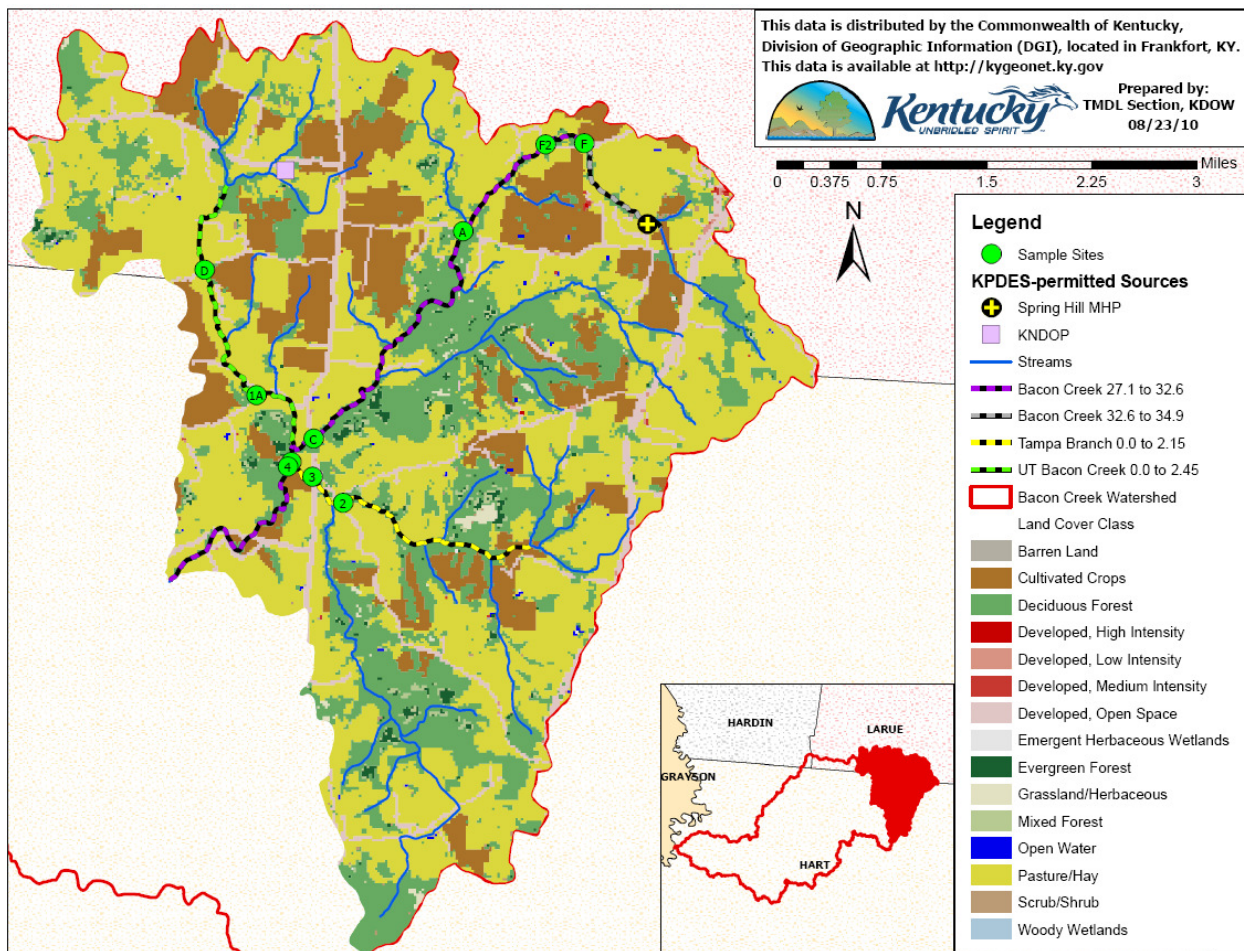 This data is distributed by the Commonwealth of Kentucky,
Division of Geographic Information (DGI), located in Frankfort, KY.
This data is available at http://kygeonet.ky.gov
Kentucky
UNBRIDLED SPIRIT
Prepared by:
TMDL Section, KDOW
08/23/10
Miles
0 0.375 0.75 1.5 2.25 3
N
F2
F
A
D
1A
C
4
3
2
Legend
Sample Sites
KPDES-permitted Sources
Spring Hill MHP
KNDOP
Streams
Bacon Creek 27.1 to 32.6
Bacon Creek 32.6 to 34.9
Tampa Branch 0.0 to 2.15
UT Bacon Creek 0.0 to 2.45
Bacon Creek Watershed
Land Cover Class
Barren Land
Cultivated Crops
Deciduous Forest
Developed, High Intensity
Developed, Low Intensity
Developed, Medium Intensity
Developed, Open Space
Emergent Herbaceous Wetlands
Evergreen Forest
Grassland/Herbaceous
Mixed Forest
Open Water
Pasture/Hay
Scrub/Shrub
Woody Wetlands
HARDIN
LARUE
GRAYSON
HART